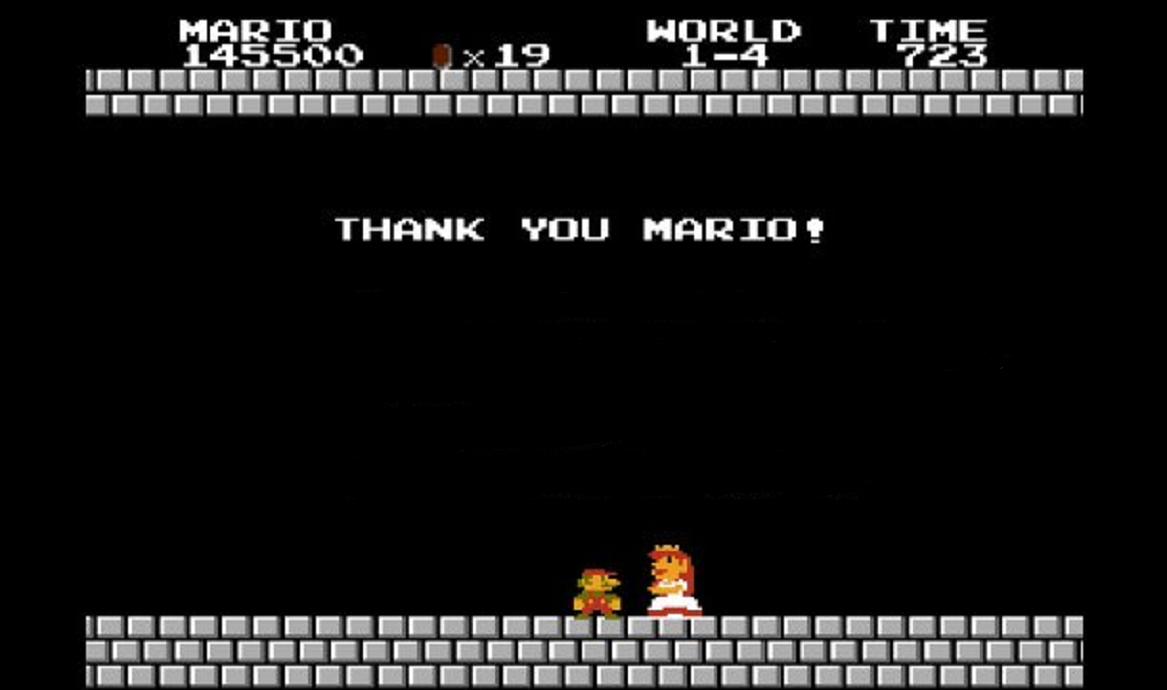 MARIO WORLD TIME
145500 ×19 1-4 723
THANK YOU MARIO!